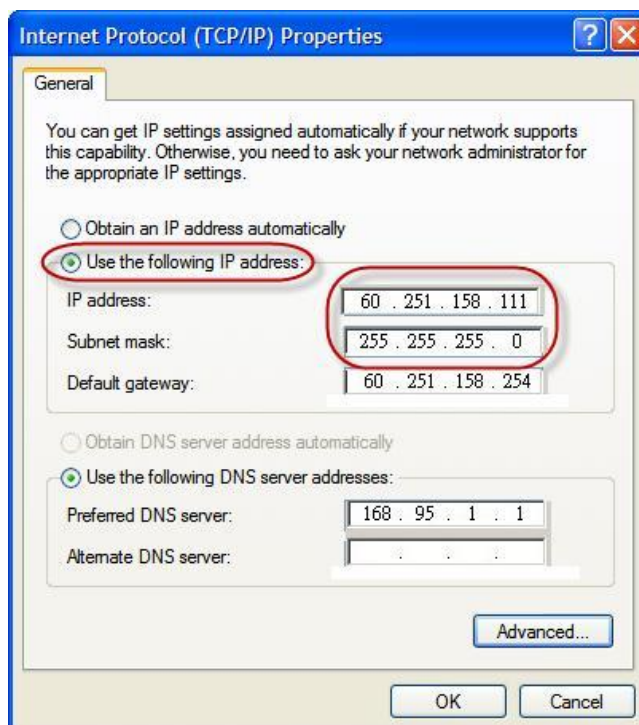 Internet Protocol (TCP/IP) Properties
General
You can get IP settings assigned automatically if your network supports
this capability. Otherwise, you need to ask your network administrator for
the appropriate IP settings.
Obtain an IP address automatically
Use the following IP address:
IP address: 60 . 251 . 158 . 111
Subnet mask: 255 . 255 . 255 . 0
Default gateway: 60 . 251 . 158 . 254
Obtain DNS server address automatically
Use the following DNS server addresses:
Preferred DNS server: 168 . 95 . 1 . 1
Alternate DNS server: . . .
Advanced...
OK Cancel